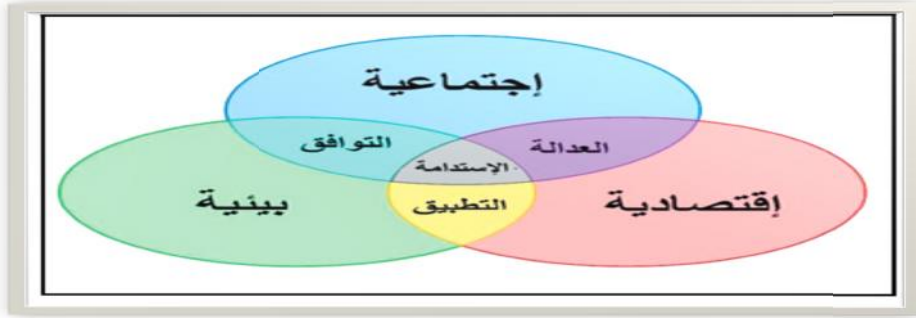 إجتماعية
العدالة
التوافق
الإستدامة
إقتصادية
التطبيق
بيئية